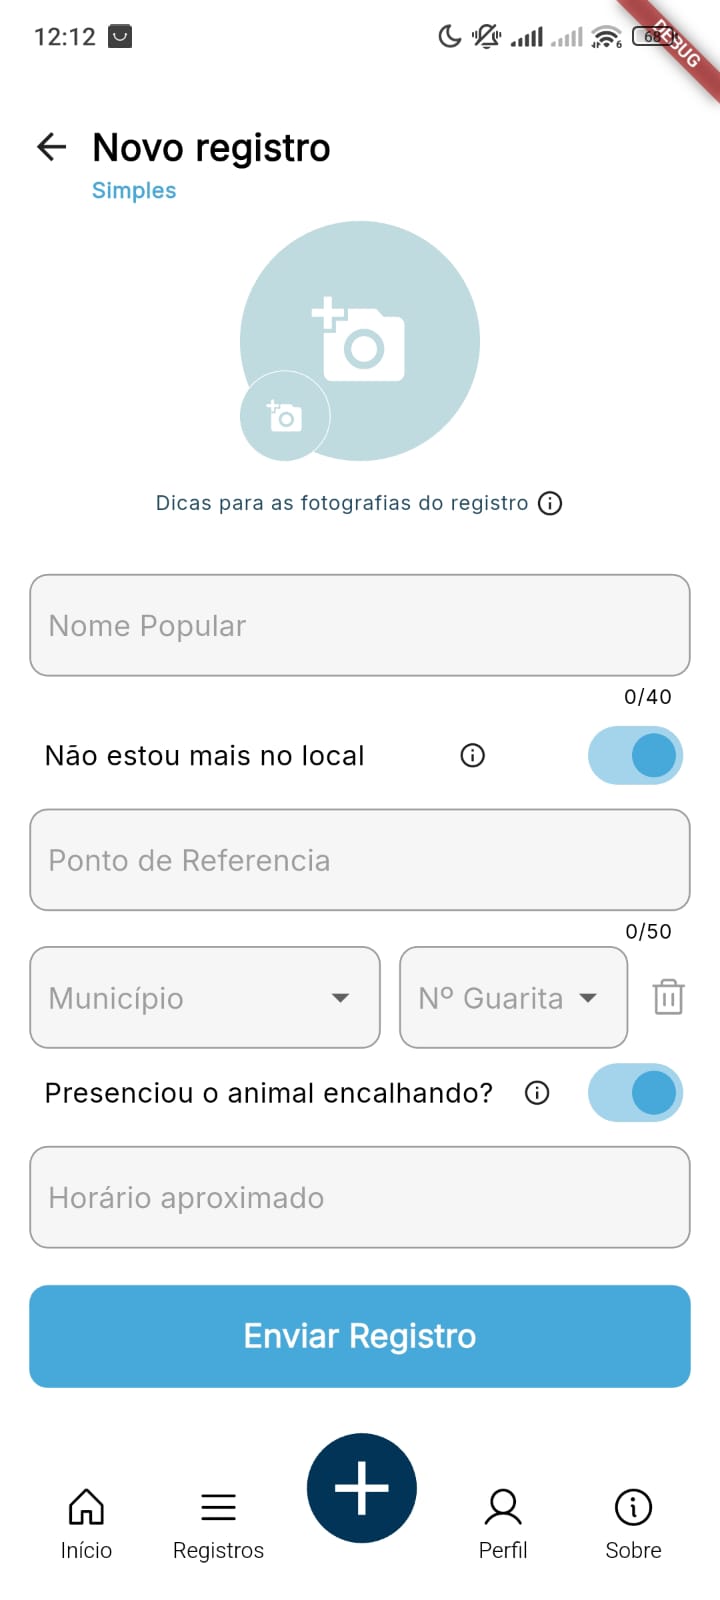 12:12
68
DEBUG
Novo registro
Simples
Dicas para as fotografias do registro
Nome Popular
0/40
Não estou mais no local
Ponto de Referencia
0/50
Município
Nº Guarita
Presenciou o animal encalhando?
Horário aproximado
Enviar Registro
Início
Registros
Perfil
Sobre